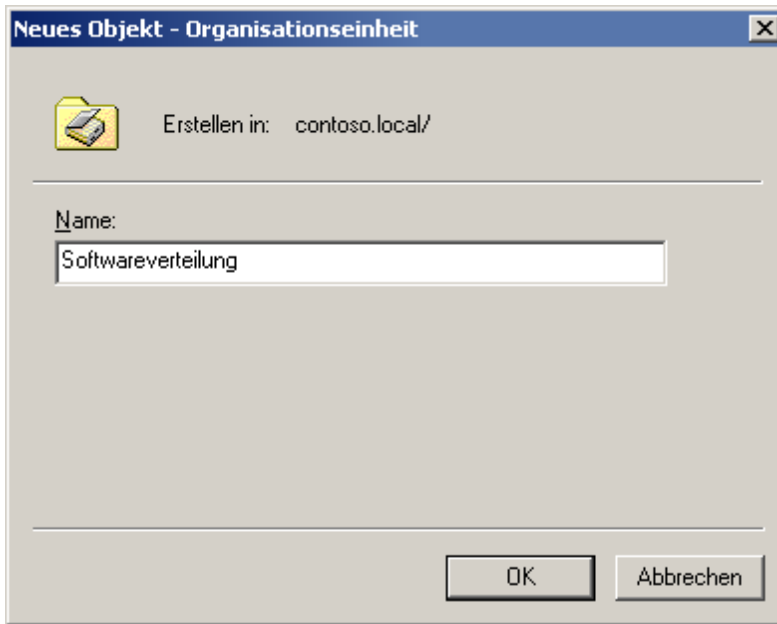 Neues Objekt - Organisationseinheit
Erstellen in: contoso.local/
Name:
Softwareverteilung
OK Abbrechen